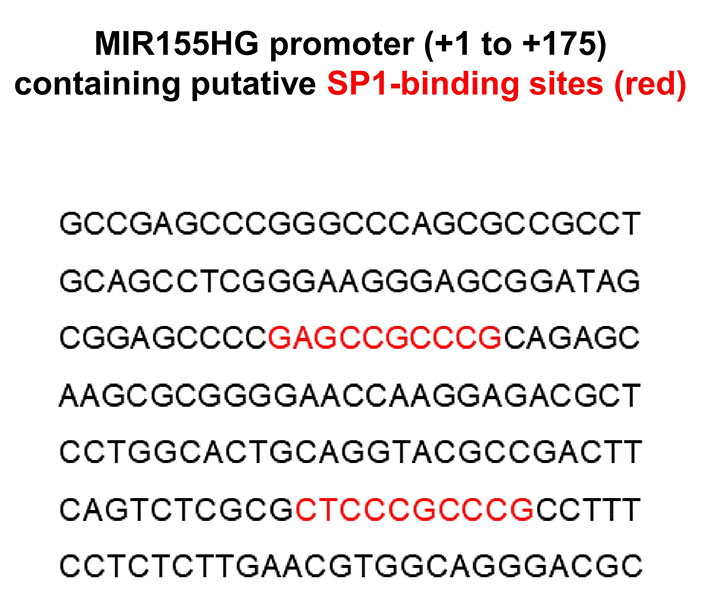 MIR155HG promoter (+1 to +175)
containing putative SP1-binding sites (red)
GCCGAGCCCGGGCCCAGCGCCGCCT
GCAGCCTCGGGAAGGGAGCGGATAG
CGGAGCCCCGAGCCGCCCGCAGAGC
AAGCGCGGGGAACCAAGGAGACGCT
CCTGGCACTGCAGGTACGCCGACTT
CAGTCTCGCGCTCCCGCCCGCCTTT
CCTCTCTTGAACGTGGCAGGGACGC